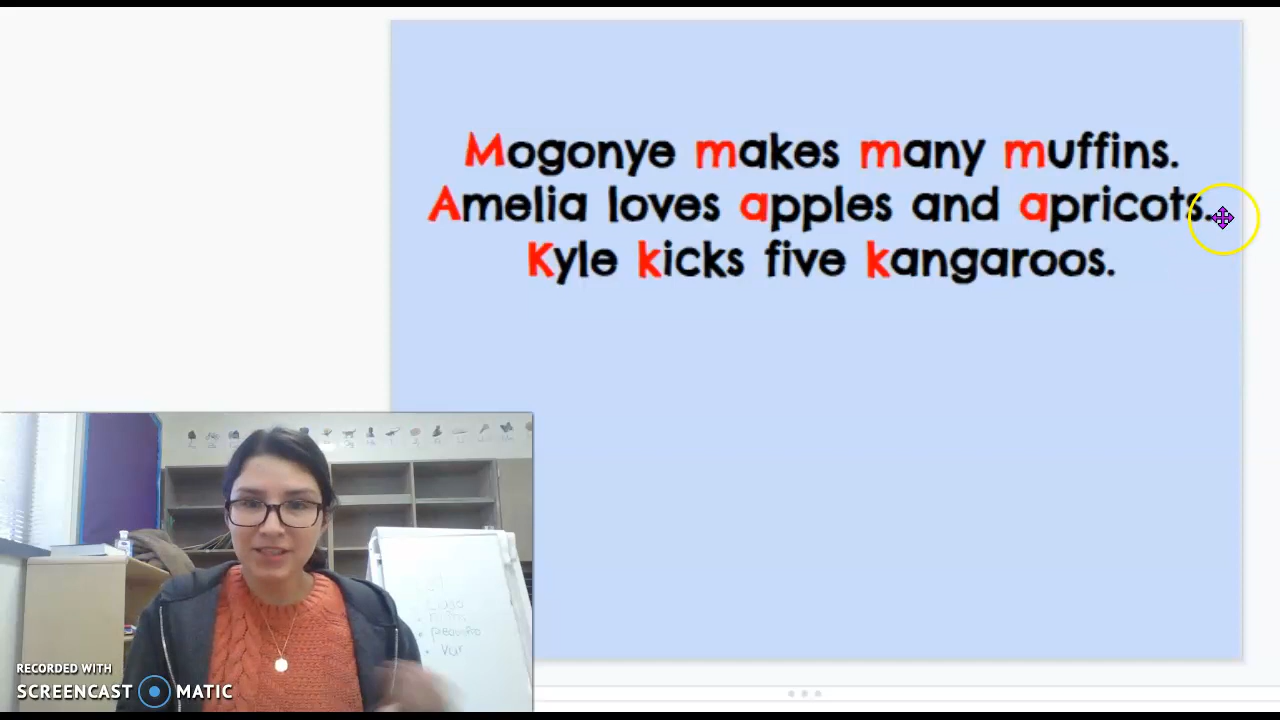 Mogonye makes many muffins.
Amelia loves apples and apricots.
Kyle kicks five kangaroos.
RECORDED WITH
SCREENCAST MATIC